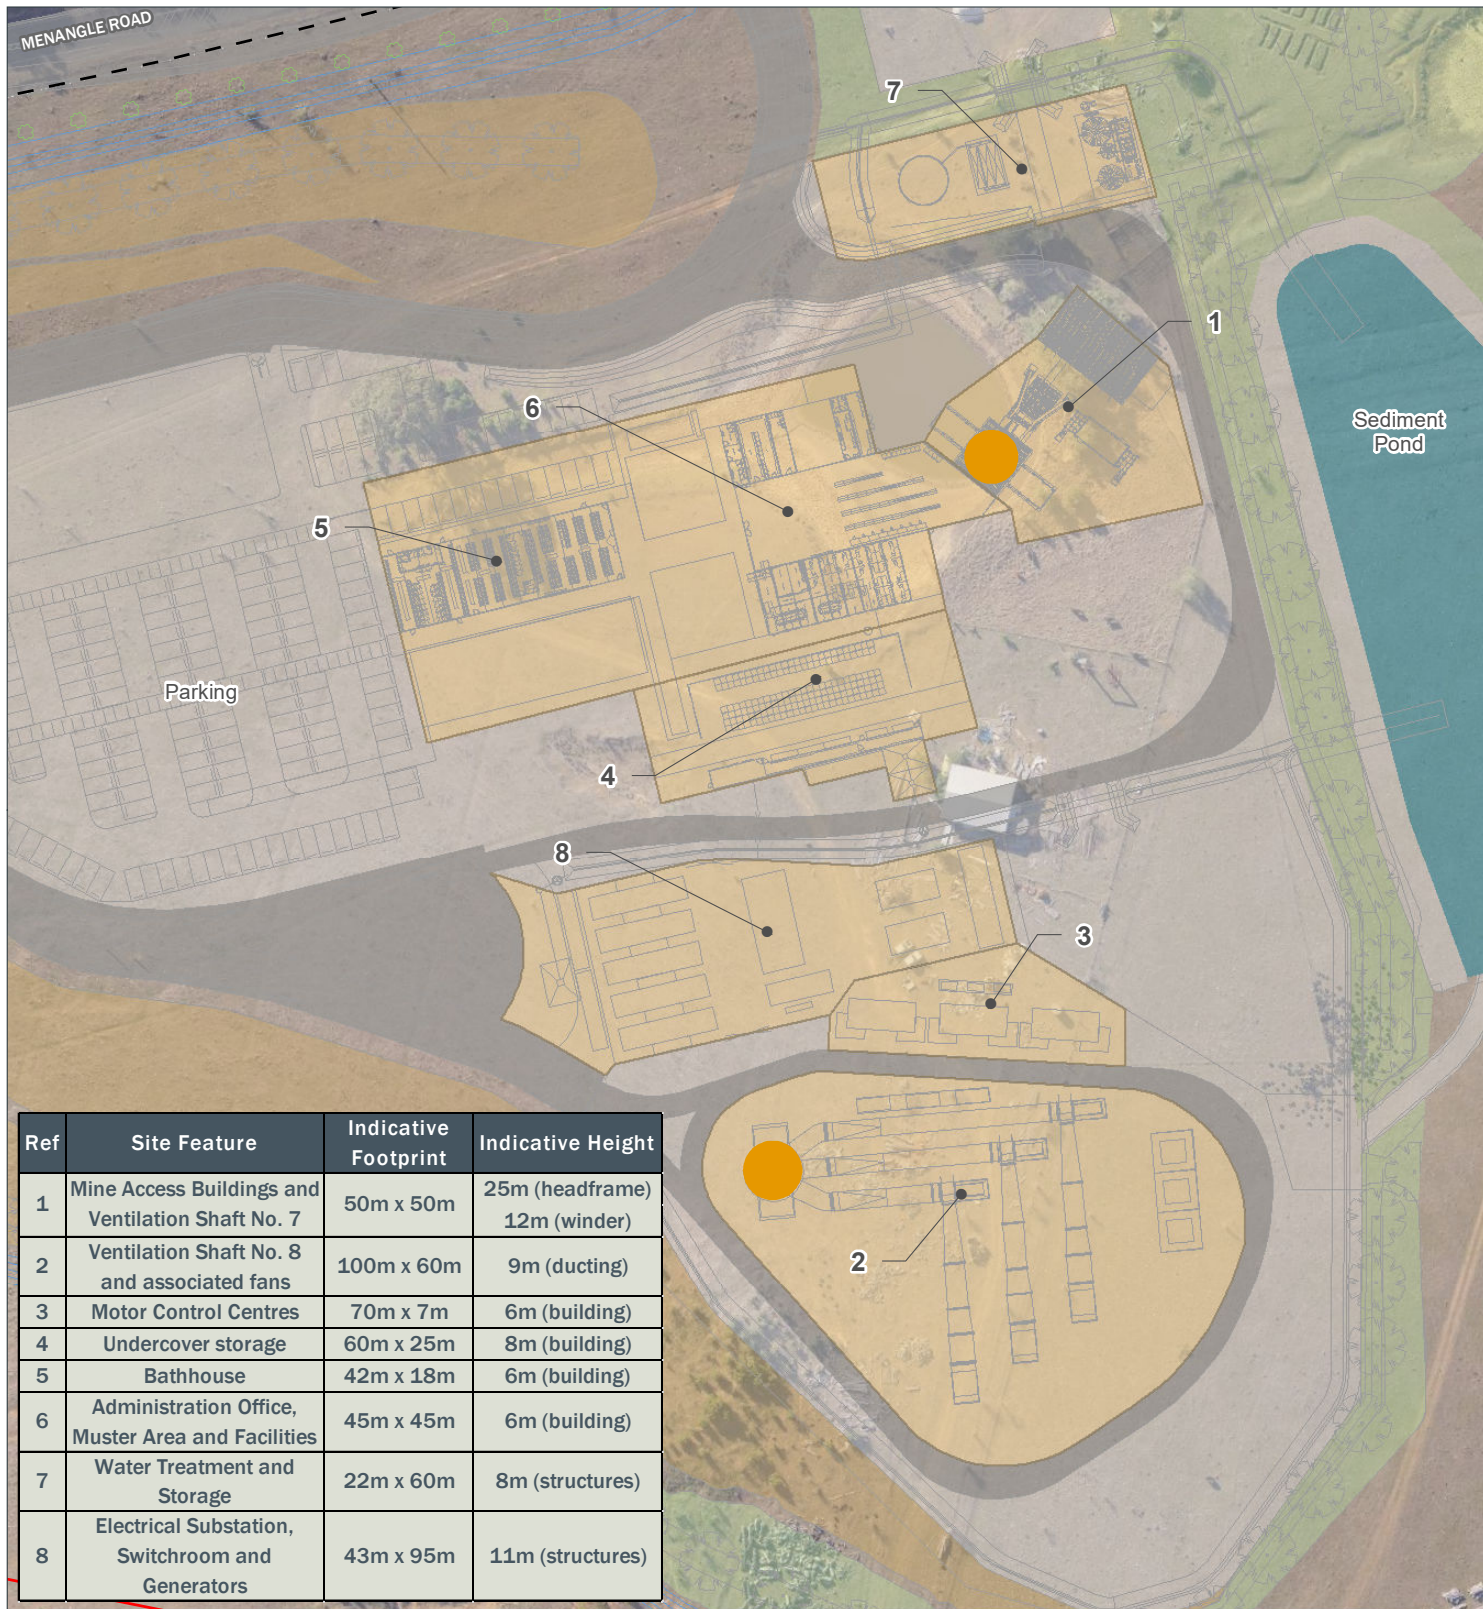 MENANGLE ROAD
7
1
6
Sediment
Pond
5
Parking
4
8
3
2
Ref Site Feature Indicative Footprint Indicative Height
1 Mine Access Buildings and Ventilation Shaft No. 7 50m x 50m 25m (headframe) 12m (winder)
2 Ventilation Shaft No. 8 and associated fans 100m x 60m 9m (ducting)
3 Motor Control Centres 70m x 7m 6m (building)
4 Undercover storage 60m x 25m 8m (building)
5 Bathhouse 42m x 18m 6m (building)
6 Administration Office, Muster Area and Facilities 45m x 45m 6m (building)
7 Water Treatment and Storage 22m x 60m 8m (structures)
8 Electrical Substation, Switchroom and Generators 43m x 95m 11m (structures)